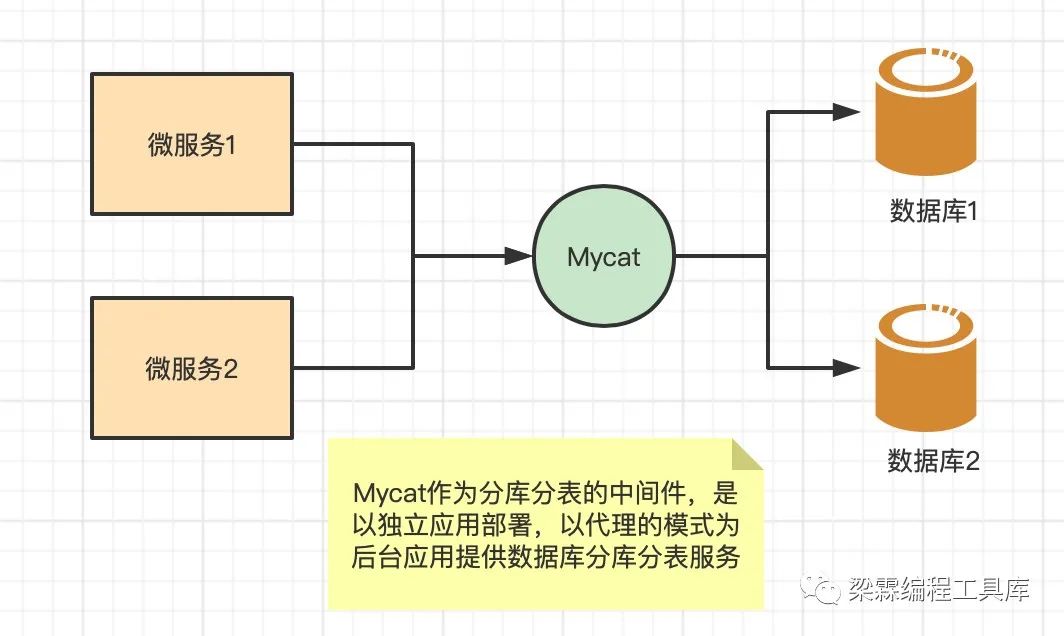 微服务1
数据库1
Mycat
微服务2
数据库2
Mycat作为分库分表的中间件，是
以独立应用部署，以代理的模式为
后台应用提供数据库分库分表服务
梁霖编程工具库